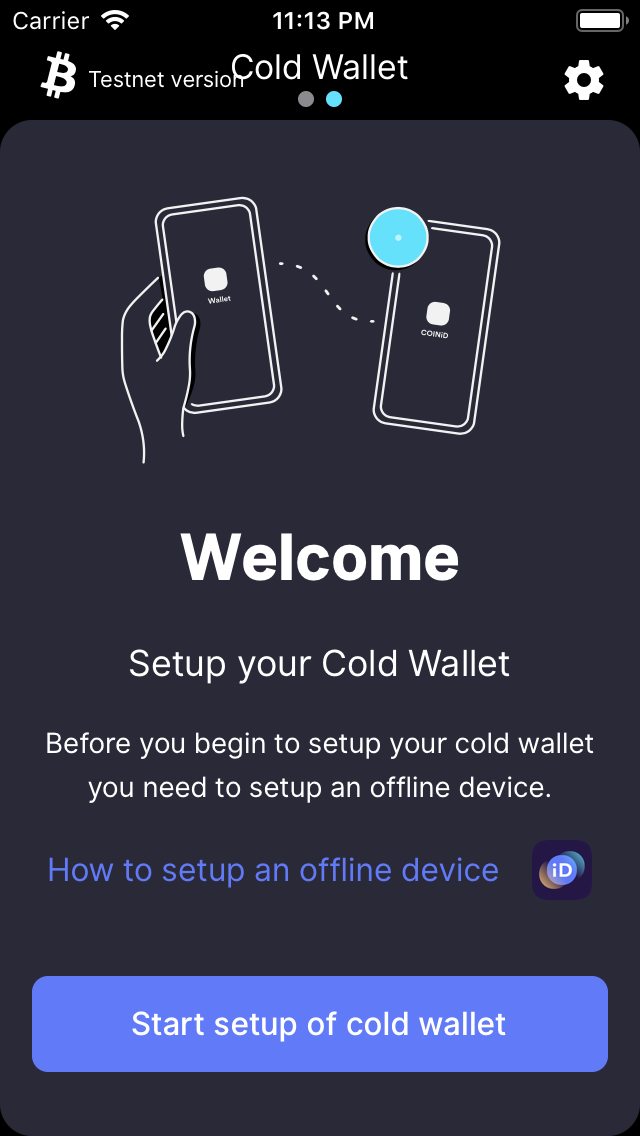 Carrier 11:13 PM
Testnet version Cold Wallet
Wallet
COINiD
Welcome
Setup your Cold Wallet
Before you begin to setup your cold wallet
you need to setup an offline device.
How to setup an offline device iD
Start setup of cold wallet